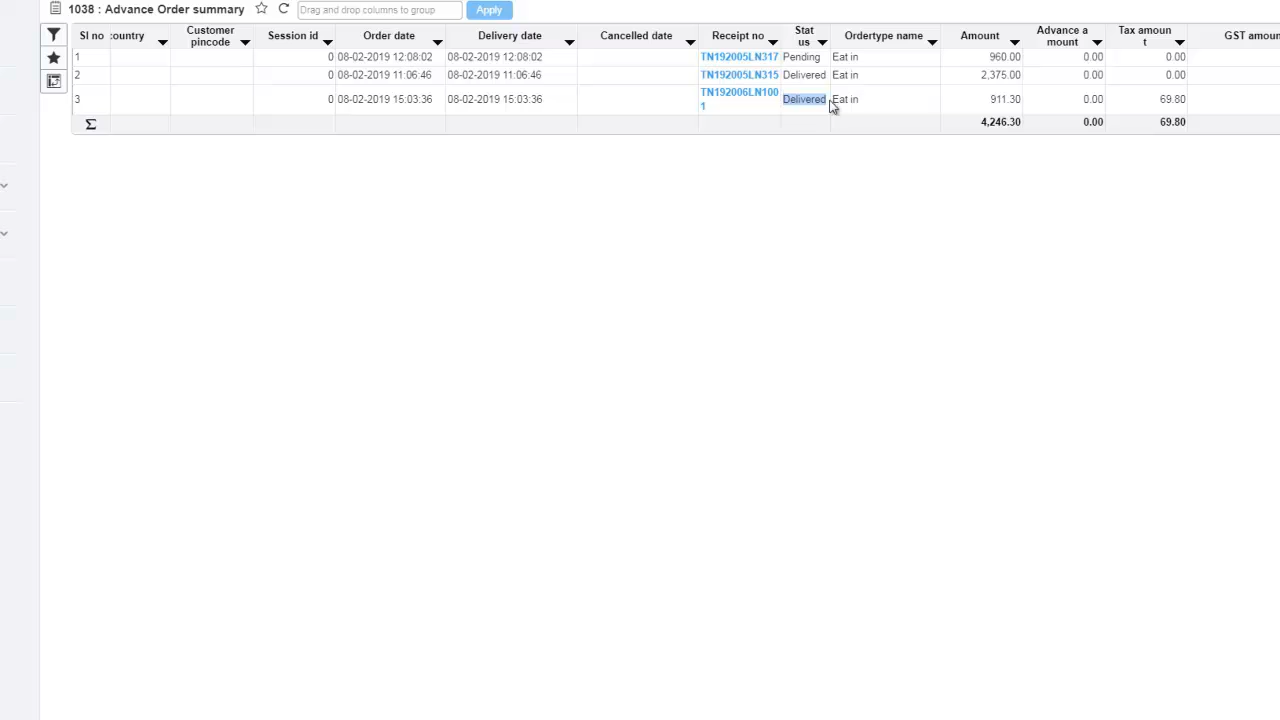 1038 : Advance Order summary Drag and drop columns to group Apply
Sl no :ountry Customer pincode Session id Order date Delivery date Cancelled date Receipt no Stat us Ordertype name Amount Advance a mount Tax amoun t GST amoun
1 0 08-02-2019 12:08:02 08-02-2019 12:08:02 TN192005LN317 Pending Eat in 960.00 0.00 0.00
2 0 08-02-2019 11:06:46 08-02-2019 11:06:46 TN192005LN315 Delivered Eat in 2,375.00 0.00 0.00
3 0 08-02-2019 15:03:36 08-02-2019 15:03:36 TN192006LN100 1 Delivered Eat in 911.30 0.00 69.80
Σ 4,246.30 0.00 69.80